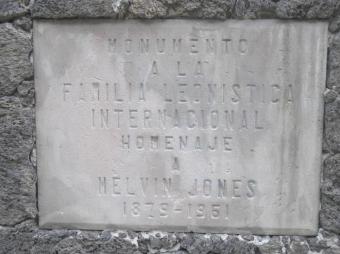 MONUMENTO
A LA
FAMILIA LEONISTICA
INTERNACIONAL
HOMENAJE
A
MELVIN JONES
1879-1961